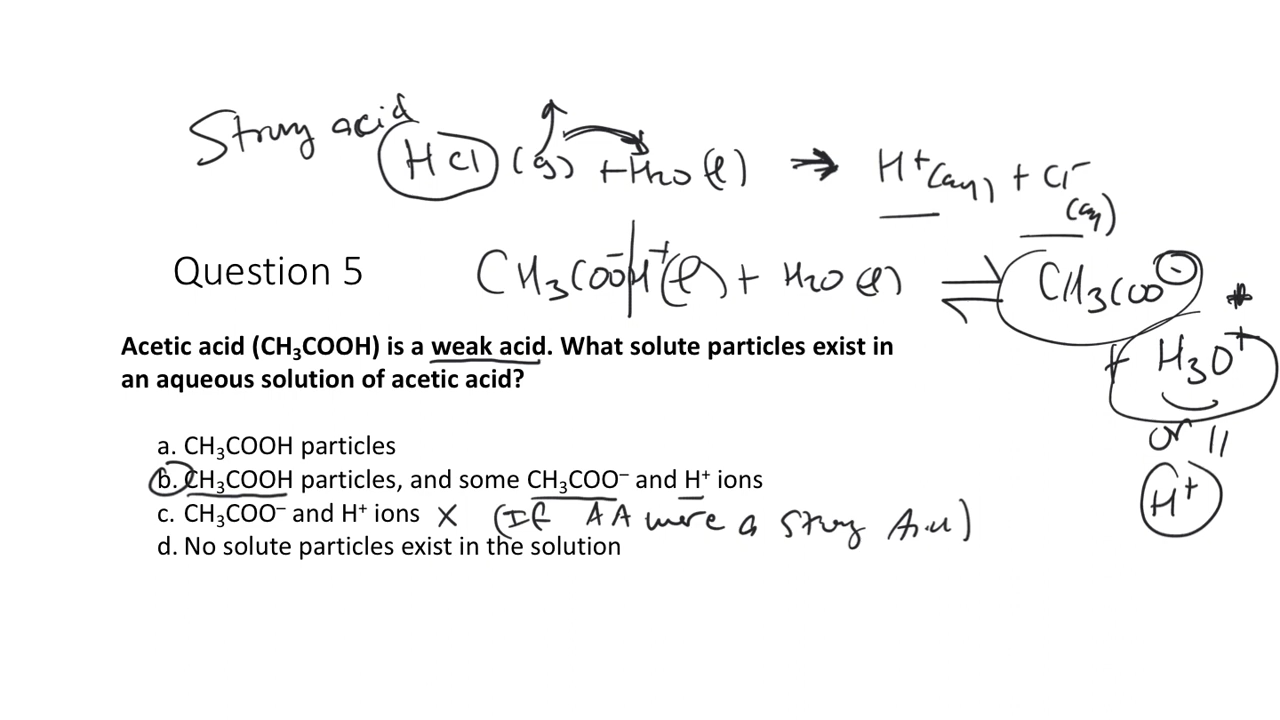 Strong acid
HCl (g) + H2O (l) → H+(aq) + Cl-(aq)
Question 5
CH3COO-|H+(l) + H2O (l) ⇌ CH3COO-
+ H3O+
or
H+
Acetic acid (CH₃COOH) is a weak acid. What solute particles exist in
an aqueous solution of acetic acid?
a. CH₃COOH particles
b. CH₃COOH particles, and some CH₃COO⁻ and H⁺ ions
c. CH₃COO⁻ and H⁺ ions X (If AA were a Strong Acid)
d. No solute particles exist in the solution